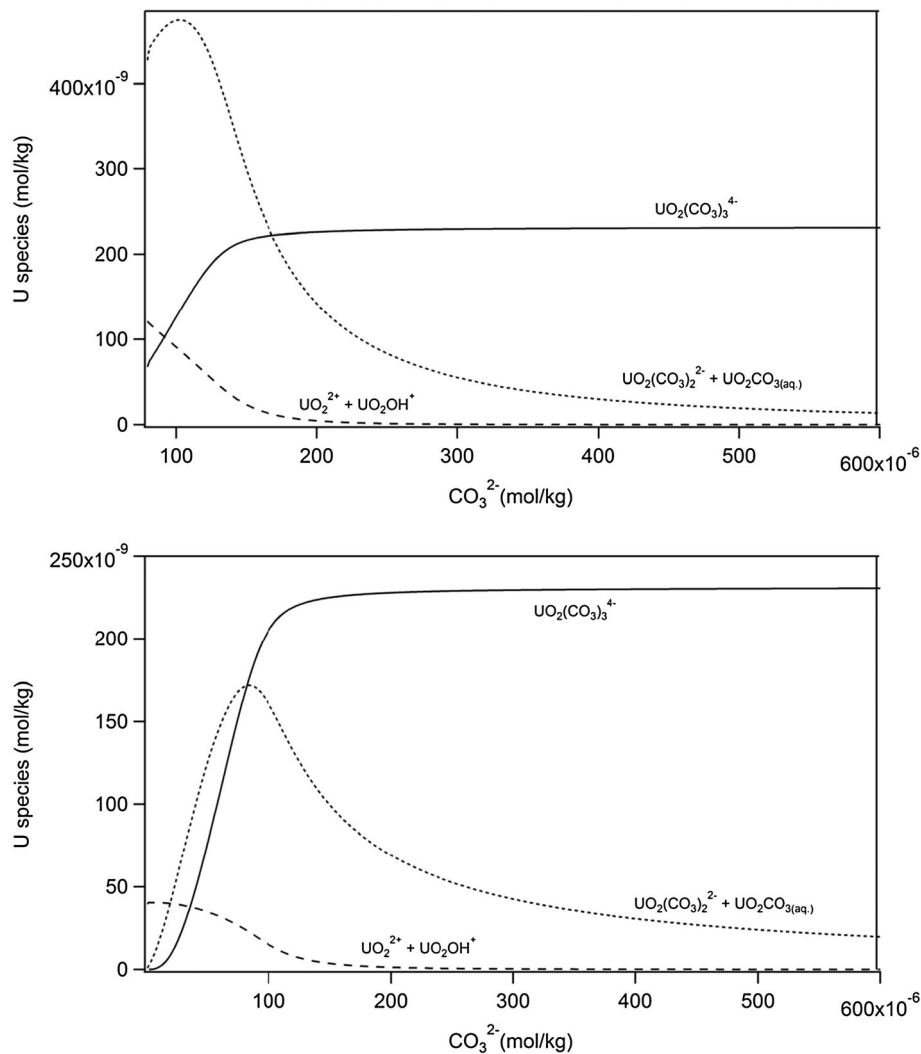 400x10⁻⁹
300
200
100
0
U species (mol/kg)
UO₂(CO₃)₃⁴⁻
UO₂(CO₃)₂²⁻ + UO₂CO₃₍aq.₎
UO₂²⁺ + UO₂OH⁺
100 200 300 400 500 600x10⁻⁶
CO₃²⁻(mol/kg)
250x10⁻⁹
200
150
100
50
0
U species (mol/kg)
UO₂(CO₃)₃⁴⁻
UO₂(CO₃)₂²⁻ + UO₂CO₃₍aq.₎
UO₂²⁺ + UO₂OH⁺
100 200 300 400 500 600x10⁻⁶
CO₃²⁻(mol/kg)